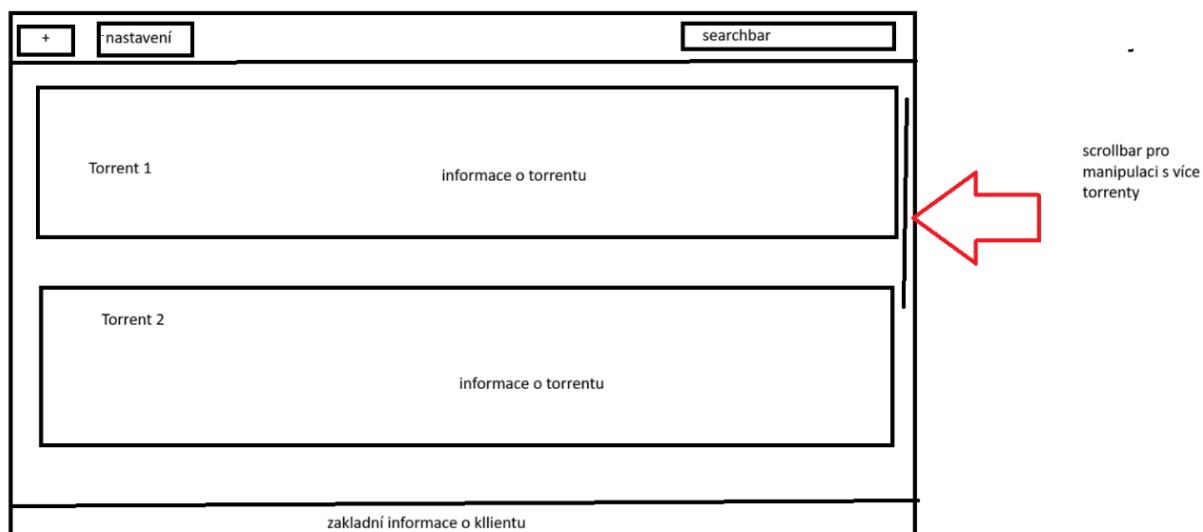 +
nastavení
searchbar
scrollbar pro
manipulaci s více
torrenty
Torrent 1
informace o torrentu
Torrent 2
informace o torrentu
zakladní informace o kllientu